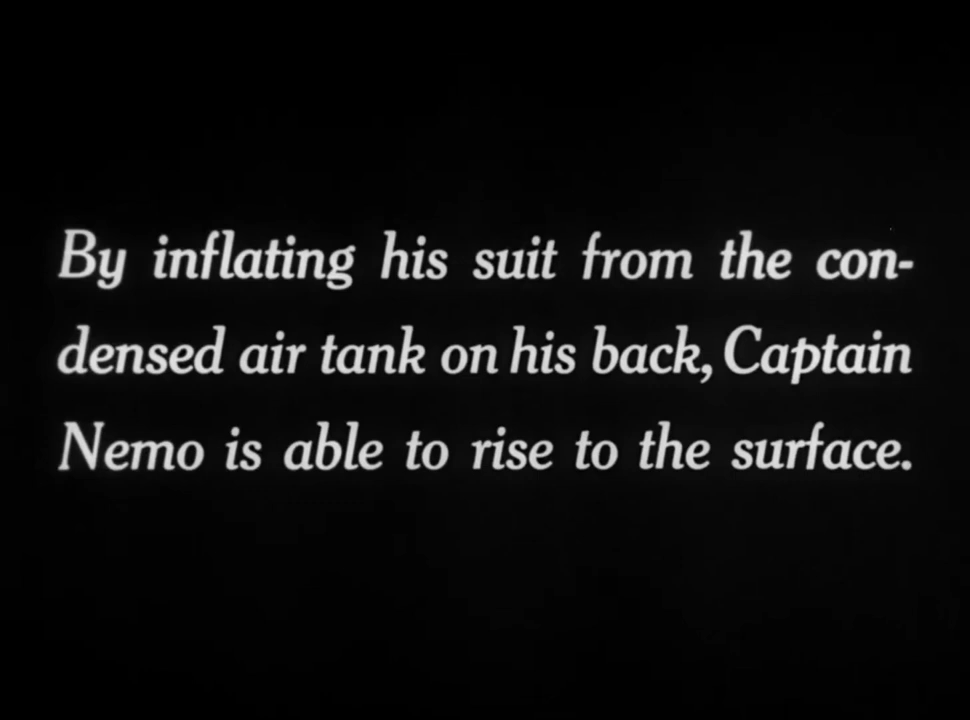 By inflating his suit from the con-
densed air tank on his back, Captain
Nemo is able to rise to the surface.